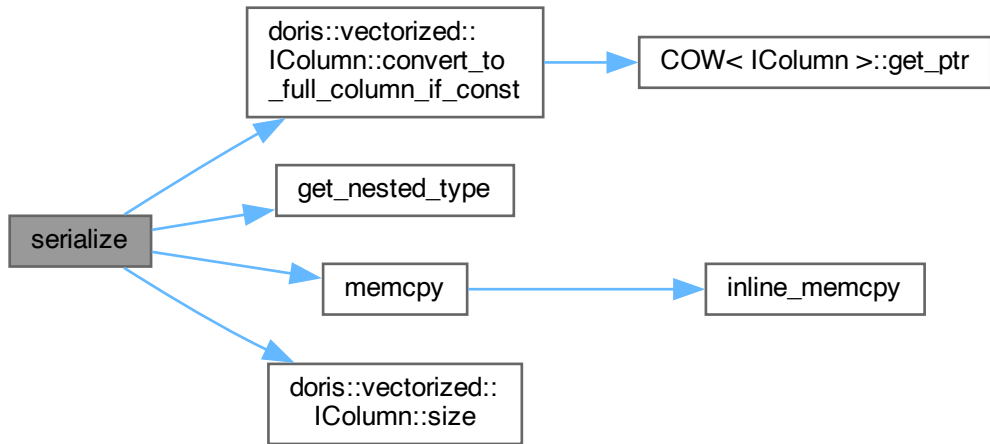 doris::vectorized::
IColumn::convert_to
_full_column_if_const
COW< IColumn >::get_ptr
get_nested_type
serialize
memcpy
inline_memcpy
doris::vectorized::
IColumn::size